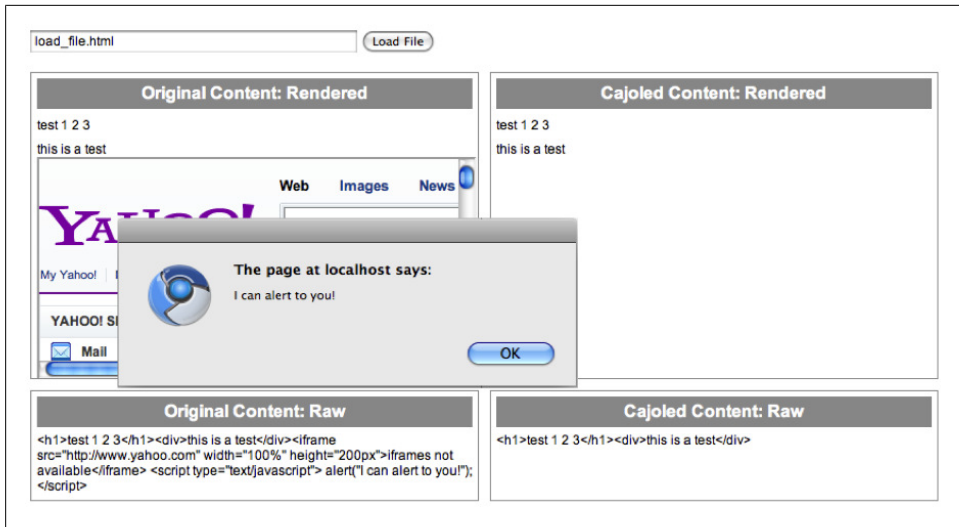 load_file.html Load File
Original Content: Rendered
test 1 2 3
this is a test
Web Images News
YAHOO!
My Yahoo!
YAHOO!
Mail
The page at localhost says:
I can alert to you!
OK
Cajoled Content: Rendered
test 1 2 3
this is a test
Original Content: Raw
<h1>test 1 2 3</h1><div>this is a test</div><iframe
src="http://www.yahoo.com" width="100%" height="200px">iframes not
available</iframe> <script type="text/javascript"> alert("I can alert to you!");
</script>
Cajoled Content: Raw
<h1>test 1 2 3</h1><div>this is a test</div>